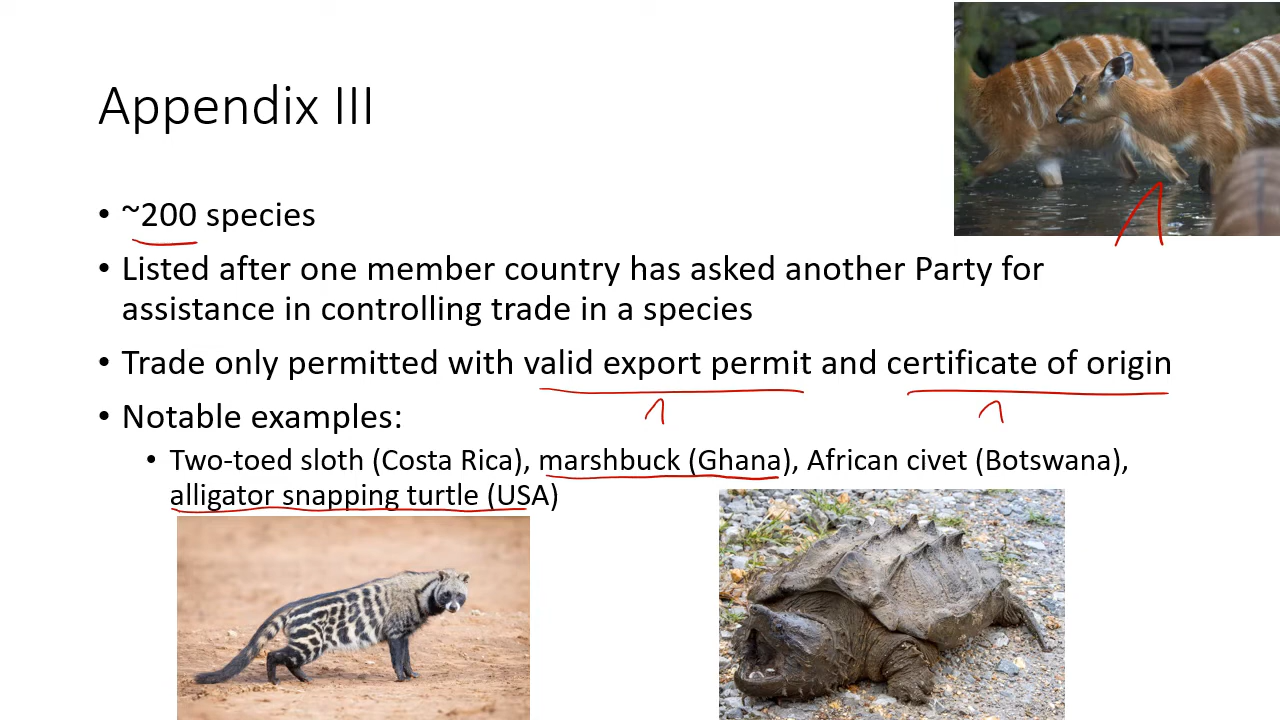 Appendix III
• ~200 species
• Listed after one member country has asked another Party for
assistance in controlling trade in a species
• Trade only permitted with valid export permit and certificate of origin
• Notable examples:
• Two-toed sloth (Costa Rica), marshbuck (Ghana), African civet (Botswana),
alligator snapping turtle (USA)